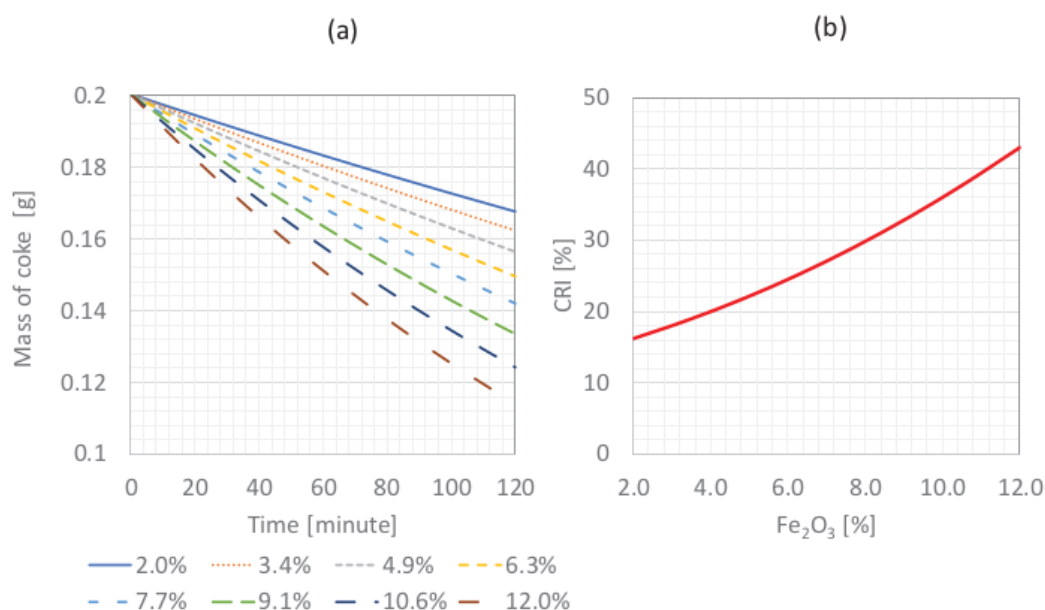 (a)
0.2
0.18
0.16
0.14
0.12
0.1
Mass of coke [g]
0 20 40 60 80 100 120
Time [minute]
2.0% 3.4% 4.9% 6.3%
7.7% 9.1% 10.6% 12.0%
(b)
50
40
30
20
10
0
CRI [%]
2.0 4.0 6.0 8.0 10.0 12.0
Fe₂O₃ [%]